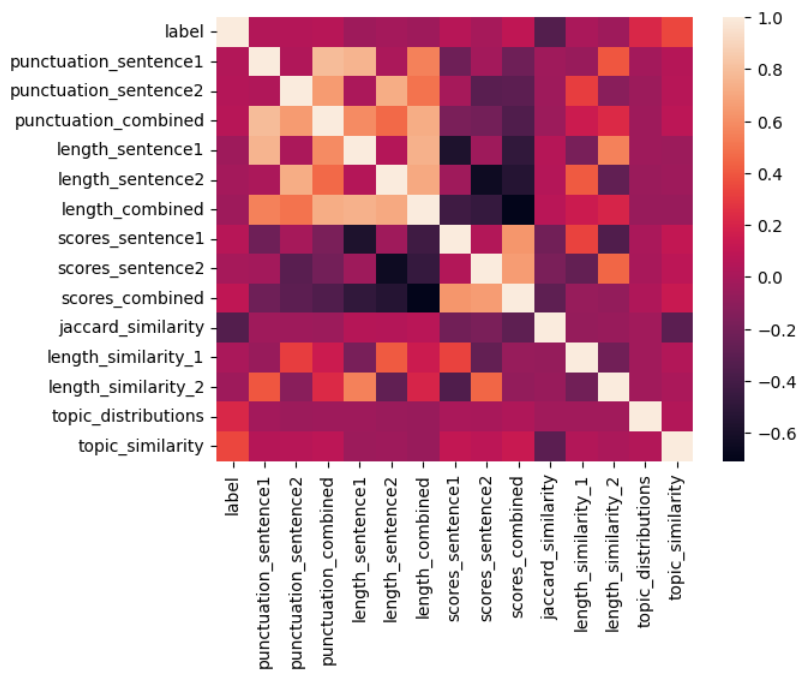 label
punctuation_sentence1
punctuation_sentence2
punctuation_combined
length_sentence1
length_sentence2
length_combined
scores_sentence1
scores_sentence2
scores_combined
jaccard_similarity
length_similarity_1
length_similarity_2
topic_distributions
topic_similarity
1.0
0.8
0.6
0.4
0.2
0.0
−0.2
−0.4
−0.6
label
punctuation_sentence1
punctuation_sentence2
punctuation_combined
length_sentence1
length_sentence2
length_combined
scores_sentence1
scores_sentence2
scores_combined
jaccard_similarity
length_similarity_1
length_similarity_2
topic_distributions
topic_similarity